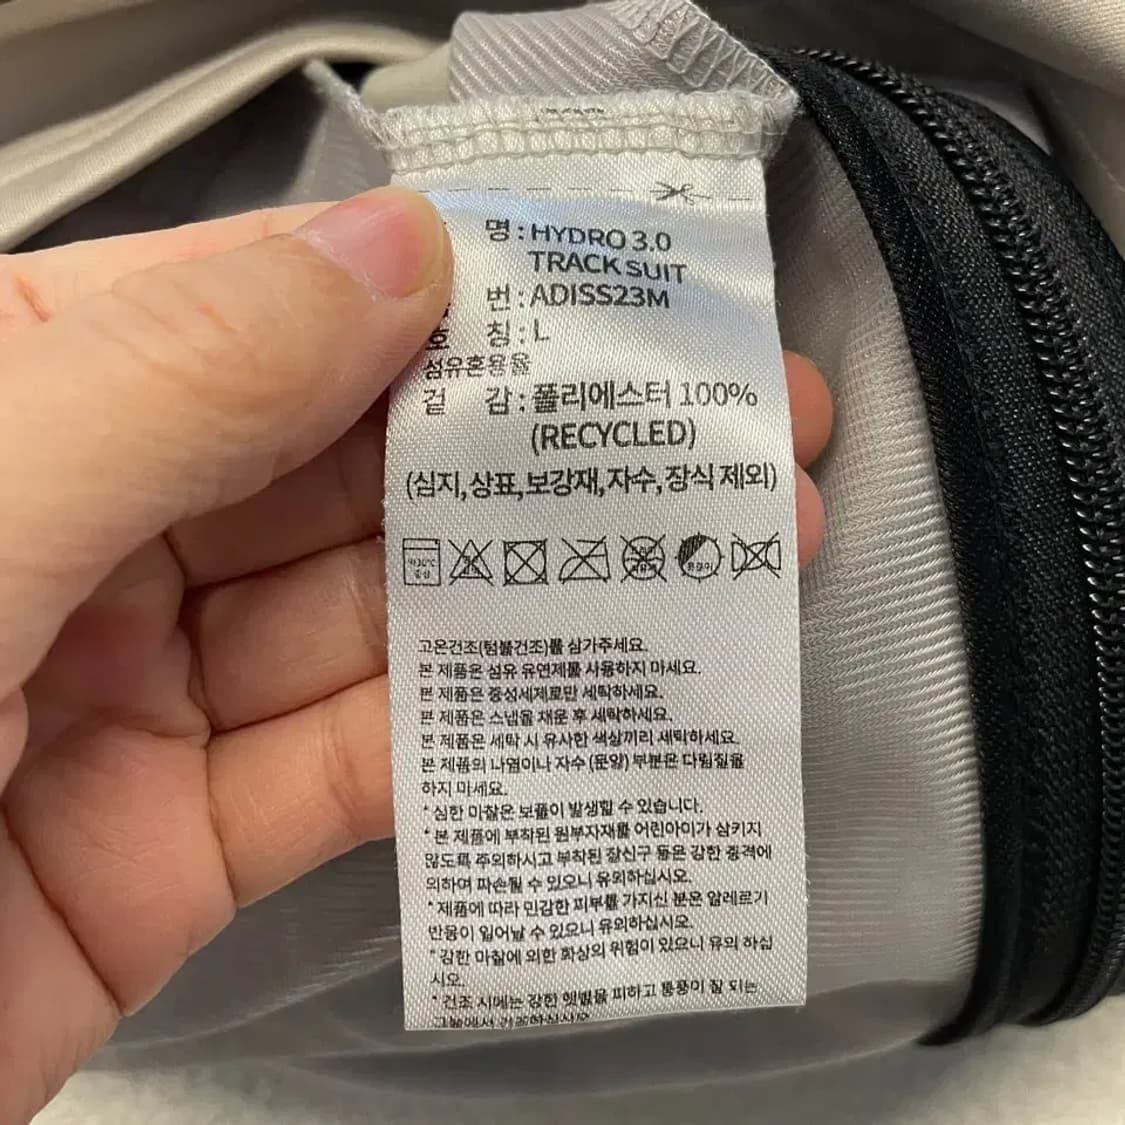 명 : HYDRO 3.0
TRACK SUIT
번 : ADISS23M
호 칭 : L
섬유혼용율
겉 감 : 폴리에스터 100%
(RECYCLED)
(심지,상표,보강재,자수,장식 제외)
고온건조(텀블건조)를 삼가주세요.
본 제품은 섬유 유연제를 사용하지 마세요.
본 제품은 중성세제로만 세탁하세요.
본 제품은 스냅을 채운 후 세탁하세요.
본 제품은 세탁 시 유사한 색상끼리 세탁하세요.
본 제품의 나염이나 자수 (문양) 부분은 다림질을
하지 마세요.
* 심한 마찰은 보풀이 발생할 수 있습니다.
* 본 제품에 부착된 원부자재를 어린아이가 삼키지
않도록 주의하시고 부착된 장신구 등은 강한 충격에
의하여 파손될 수 있으니 유의하십시오.
* 제품에 따라 민감한 피부를 가지신 분은 알레르기
반응이 일어날 수 있으니 유의하십시오.
* 강한 마찰에 의한 화상의 위험이 있으니 유의 하십
시오.
* 건조 시에는 강한 햇볕을 피하고 통풍이 잘 되는